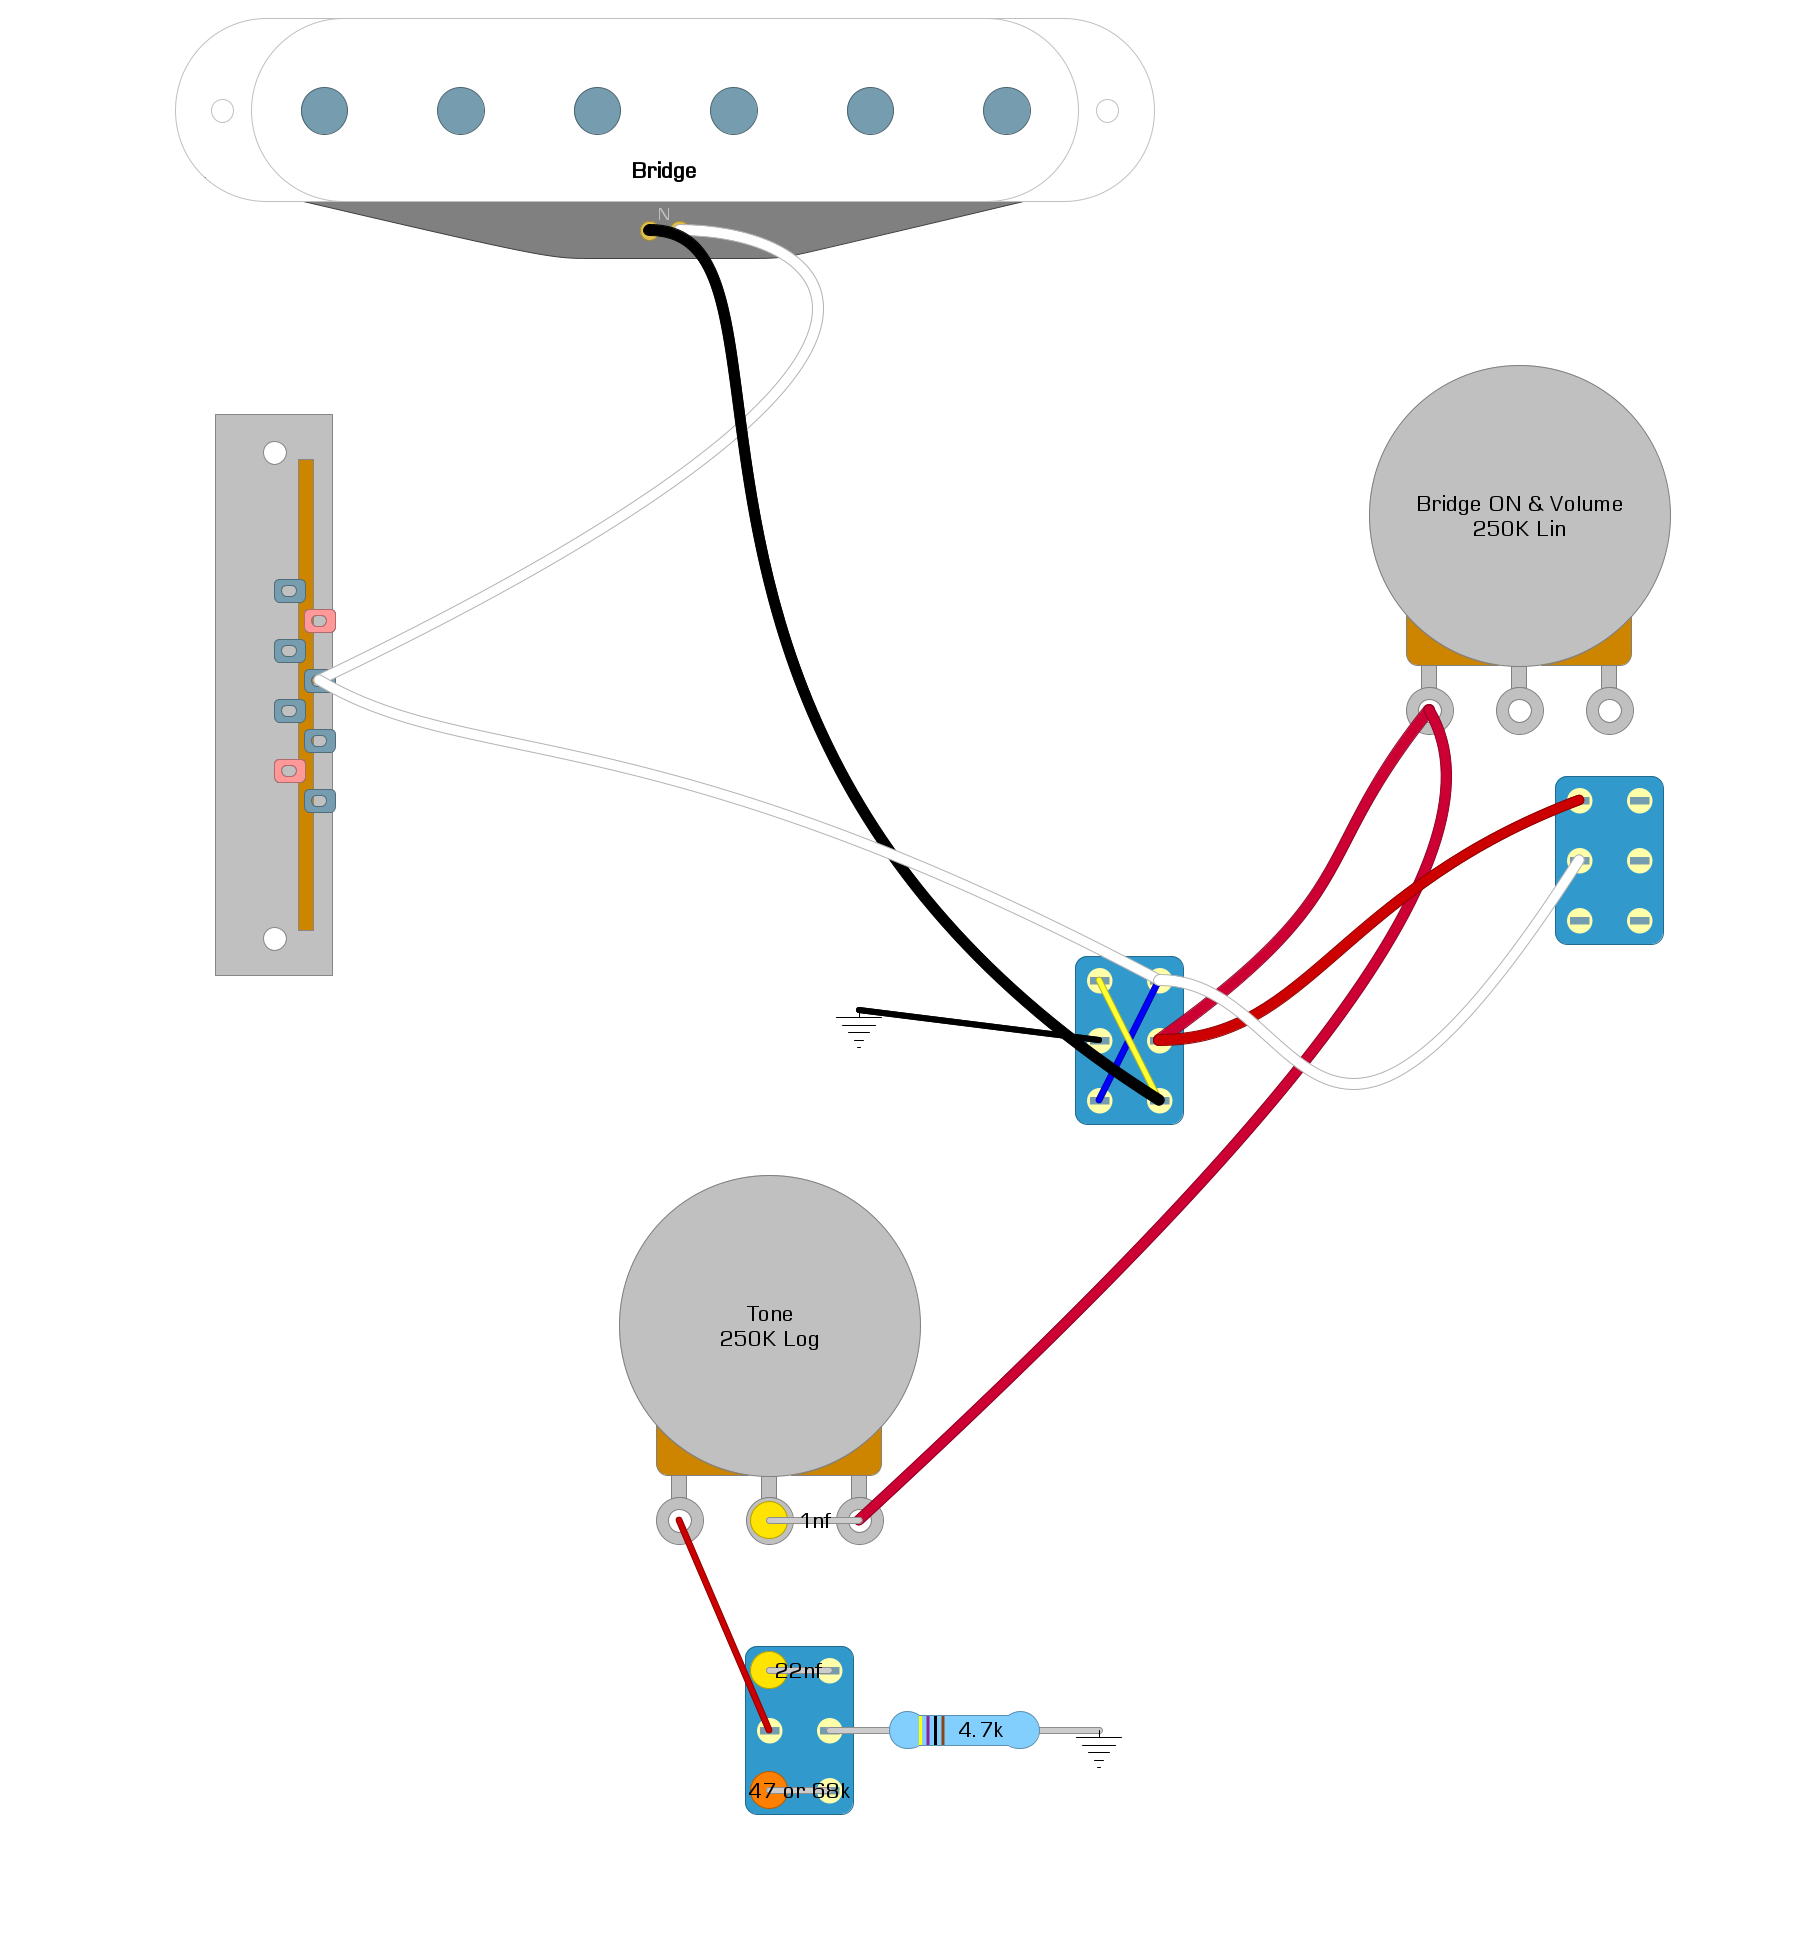 Bridge
N
Bridge ON & Volume
250K Lin
Tone
250K Log
1nf
22nf
4.7k
47 or 68k